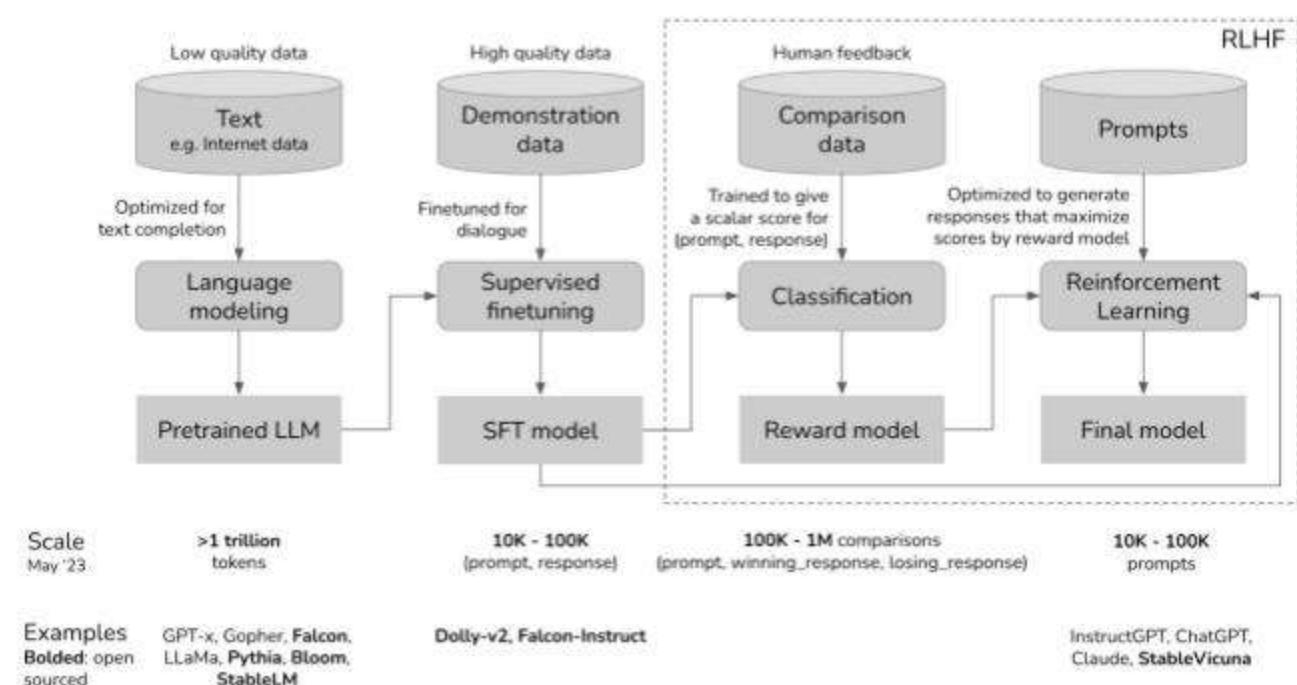 RLHF
Low quality data
High quality data
Human feedback
Text
e.g. Internet data
Demonstration
data
Comparison
data
Prompts
Optimized for
text completion
Finetuned for
dialogue
Trained to give
a scalar score for
(prompt, response)
Optimized to generate
responses that maximize
scores by reward model
Language
modeling
Supervised
finetuning
Classification
Reinforcement
Learning
Pretrained LLM
SFT model
Reward model
Final model
Scale
May '23
>1 trillion
tokens
10K - 100K
(prompt, response)
100K - 1M comparisons
(prompt, winning_response, losing_response)
10K - 100K
prompts
Examples
Bolded: open
sourced
GPT-x, Gopher, Falcon,
LLaMa, Pythia, Bloom,
StableLM
Dolly-v2, Falcon-Instruct
InstructGPT, ChatGPT,
Claude, StableVicuna